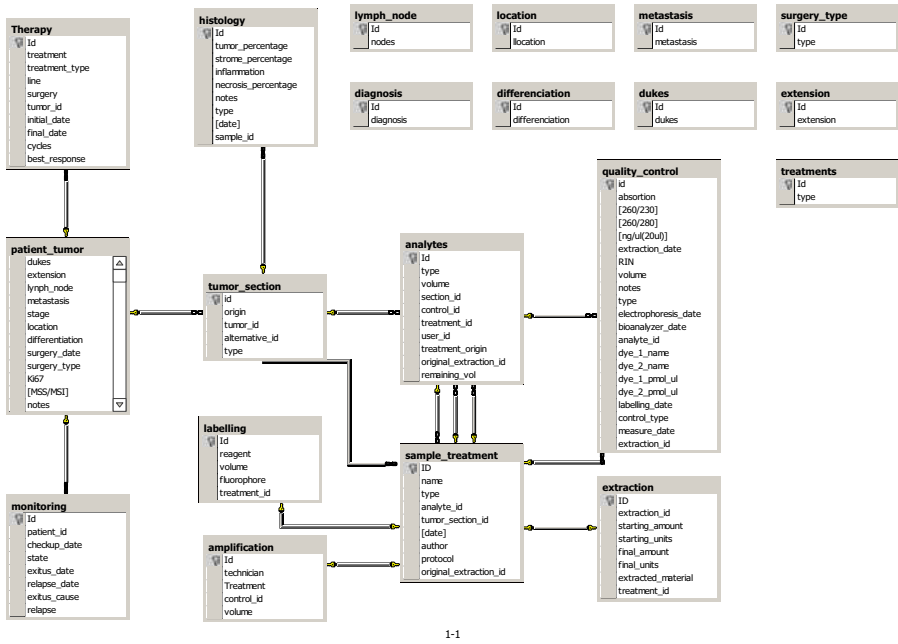 Therapy
Id
treatment
treatment_type
line
surgery
tumor_id
initial_date
final_date
cycles
best_response
histology
Id
tumor_percentage
strome_percentage
inflammation
necrosis_percentage
notes
type
[date]
sample_id
lymph_node
Id
nodes
location
Id
llocation
metastasis
Id
metastasis
surgery_type
Id
type
diagnosis
Id
diagnosis
differenciation
Id
differenciation
dukes
Id
dukes
extension
Id
extension
treatments
Id
type
patient_tumor
dukes
extension
lynph_node
metastasis
stage
location
differentiation
surgery_date
surgery_type
Ki67
[MSS/MSI]
notes
tumor_section
id
origin
tumor_id
alternative_id
type
analytes
Id
type
volume
section_id
control_id
treatment_id
user_id
treatment_origin
original_extraction_id
remaining_vol
quality_control
id
absortion
[260/230]
[260/280]
[ng/ul(20ul)]
extraction_date
RIN
volume
notes
type
electrophoresis_date
bioanalyzer_date
analyte_id
dye_1_name
dye_2_name
dye_1_pmol_ul
dye_2_pmol_ul
labelling_date
control_type
measure_date
extraction_id
labelling
Id
reagent
volume
fluorophore
treatment_id
sample_treatment
ID
name
type
analyte_id
tumor_section_id
[date]
author
protocol
original_extraction_id
monitoring
Id
patient_id
checkup_date
state
exitus_date
relapse_date
exitus_cause
relapse
amplification
Id
technician
Treatment
control_id
volume
extraction
ID
extraction_id
starting_amount
starting_units
final_amount
final_units
extracted_material
treatment_id
1-1